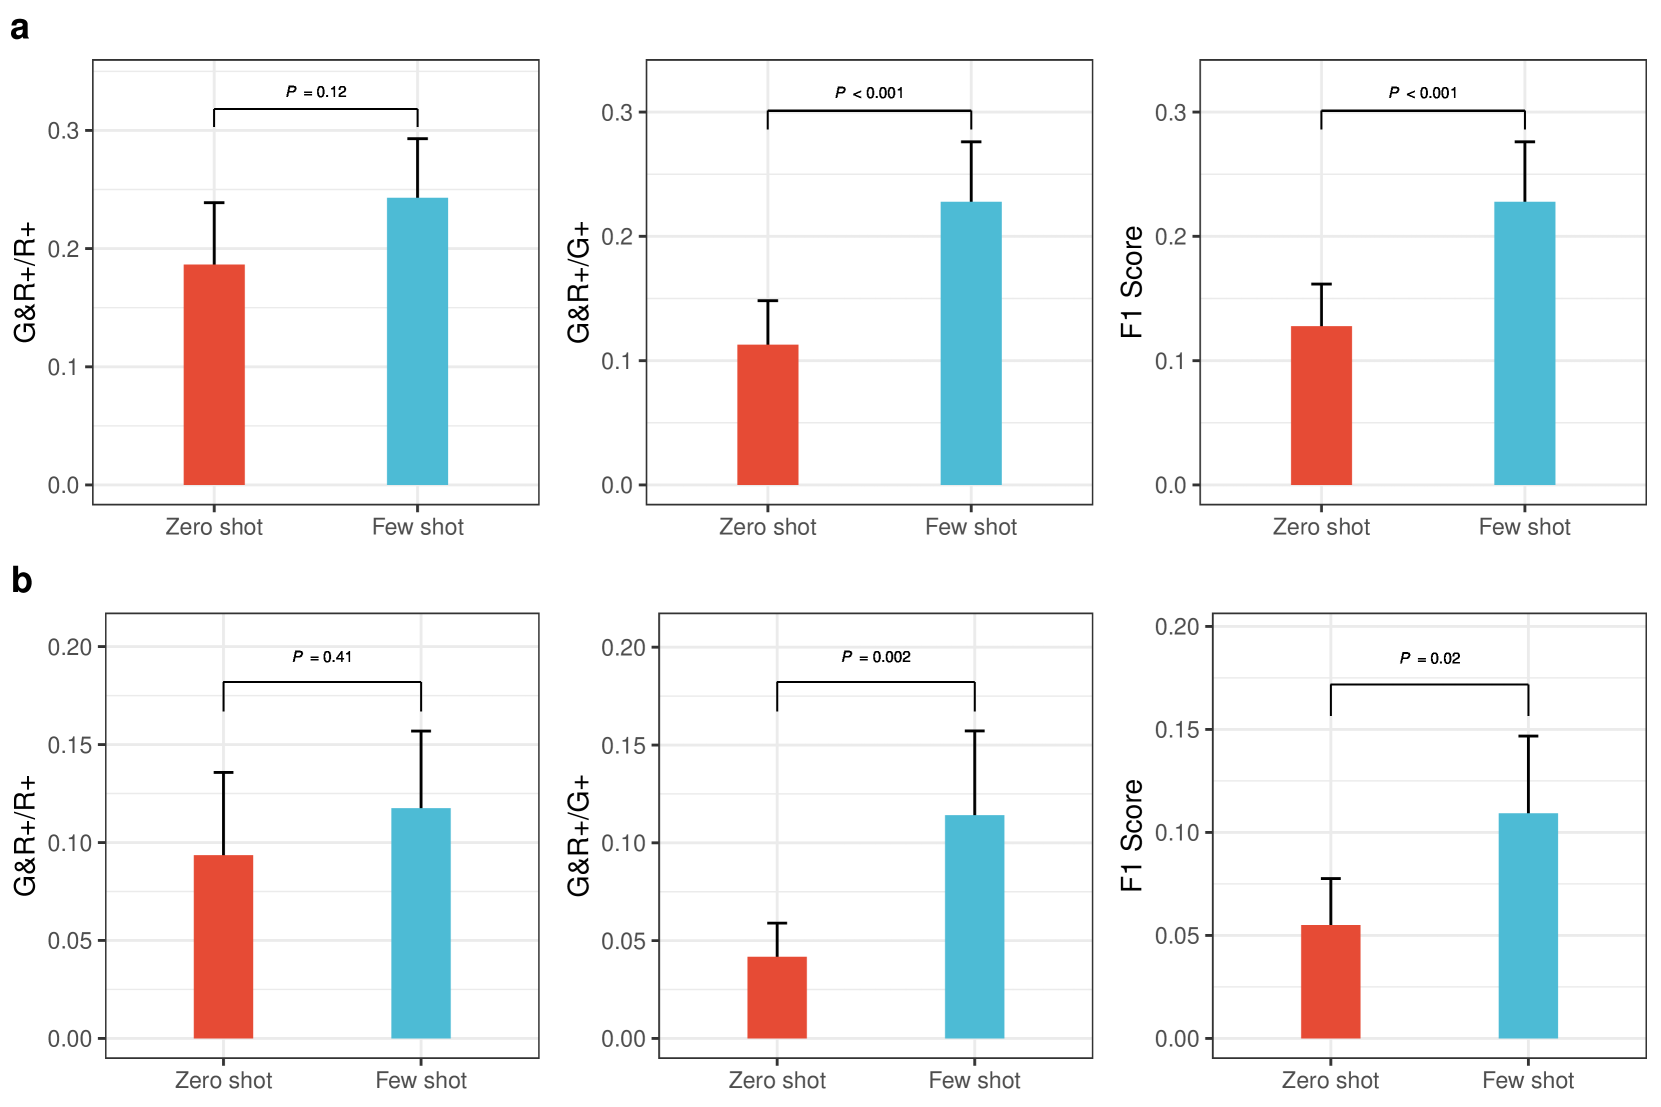 a
G&R+/R+
0.3
0.2
0.1
0.0
P = 0.12
Zero shot
Few shot
G&R+/G+
0.3
0.2
0.1
0.0
P < 0.001
Zero shot
Few shot
F1 Score
0.3
0.2
0.1
0.0
P < 0.001
Zero shot
Few shot
b
G&R+/R+
0.20
0.15
0.10
0.05
0.00
P = 0.41
Zero shot
Few shot
G&R+/G+
0.20
0.15
0.10
0.05
0.00
P = 0.002
Zero shot
Few shot
F1 Score
0.20
0.15
0.10
0.05
0.00
P = 0.02
Zero shot
Few shot